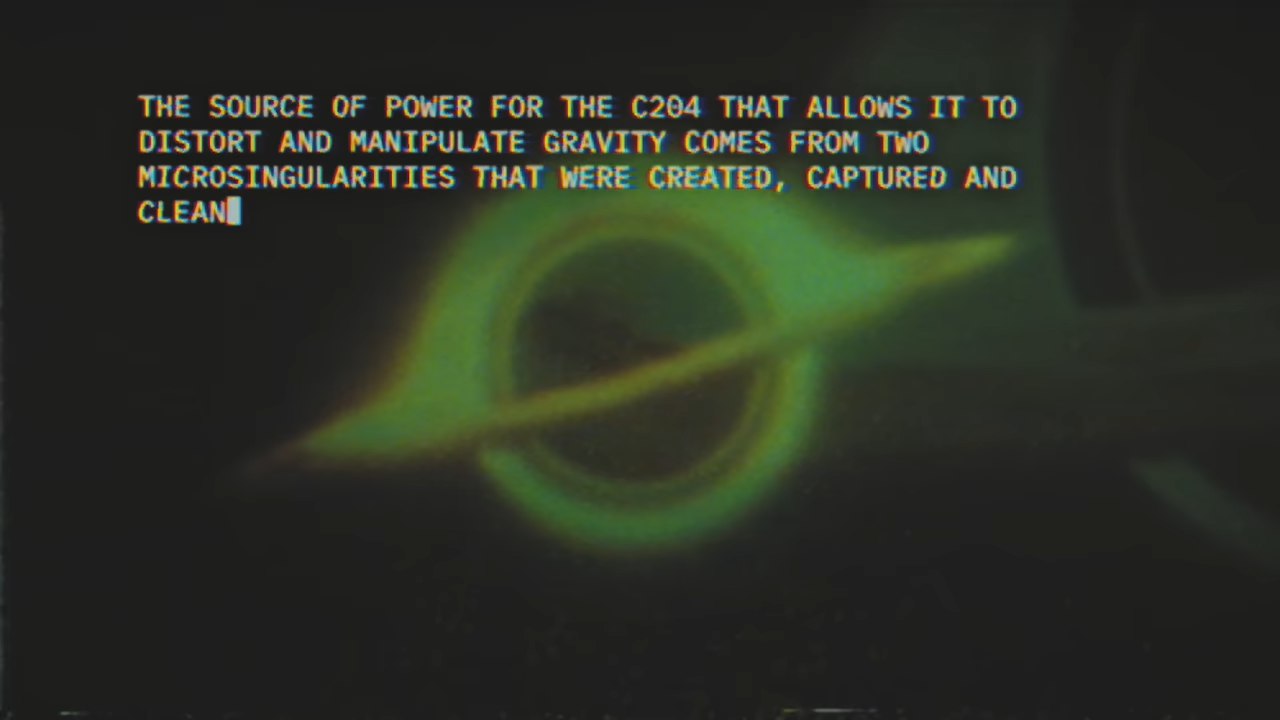 THE SOURCE OF POWER FOR THE C204 THAT ALLOWS IT TO
DISTORT AND MANIPULATE GRAVITY COMES FROM TWO
MICROSINGULARITIES THAT WERE CREATED, CAPTURED AND
CLEAN